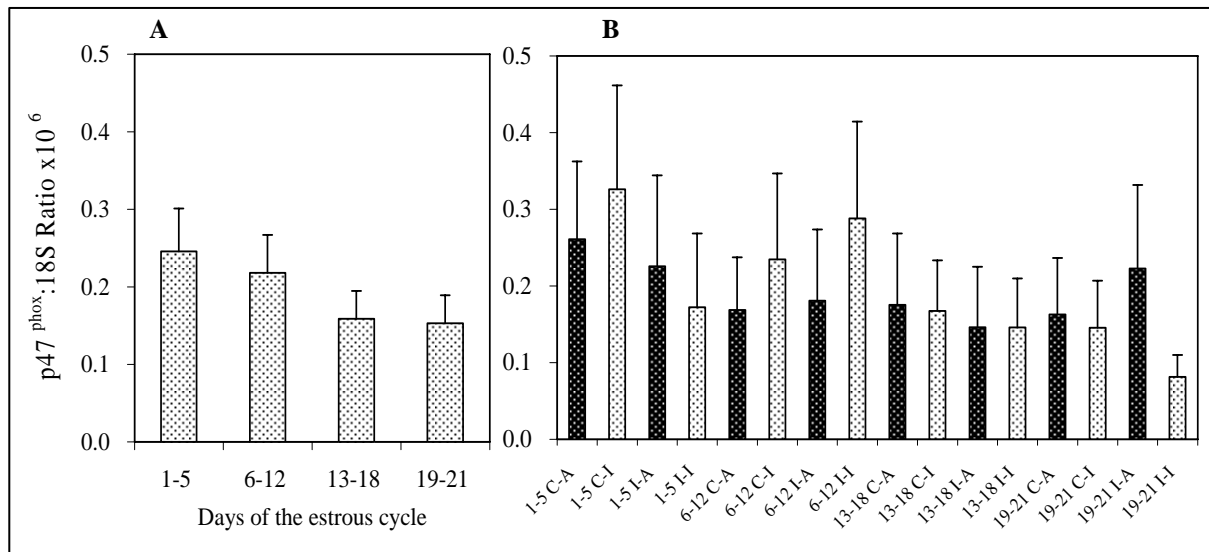 A
B
p47 phox:18S Ratio x10 6
0.5
0.4
0.3
0.2
0.1
0.0
1-5 6-12 13-18 19-21
Days of the estrous cycle
0.5
0.4
0.3
0.2
0.1
0.0
1-5 C-A
1-5 C-I
1-5 I-A
1-5 I-I
6-12 C-A
6-12 C-I
6-12 I-A
6-12 I-I
13-18 C-A
13-18 C-I
13-18 I-A
13-18 I-I
19-21 C-A
19-21 C-I
19-21 I-A
19-21 I-I